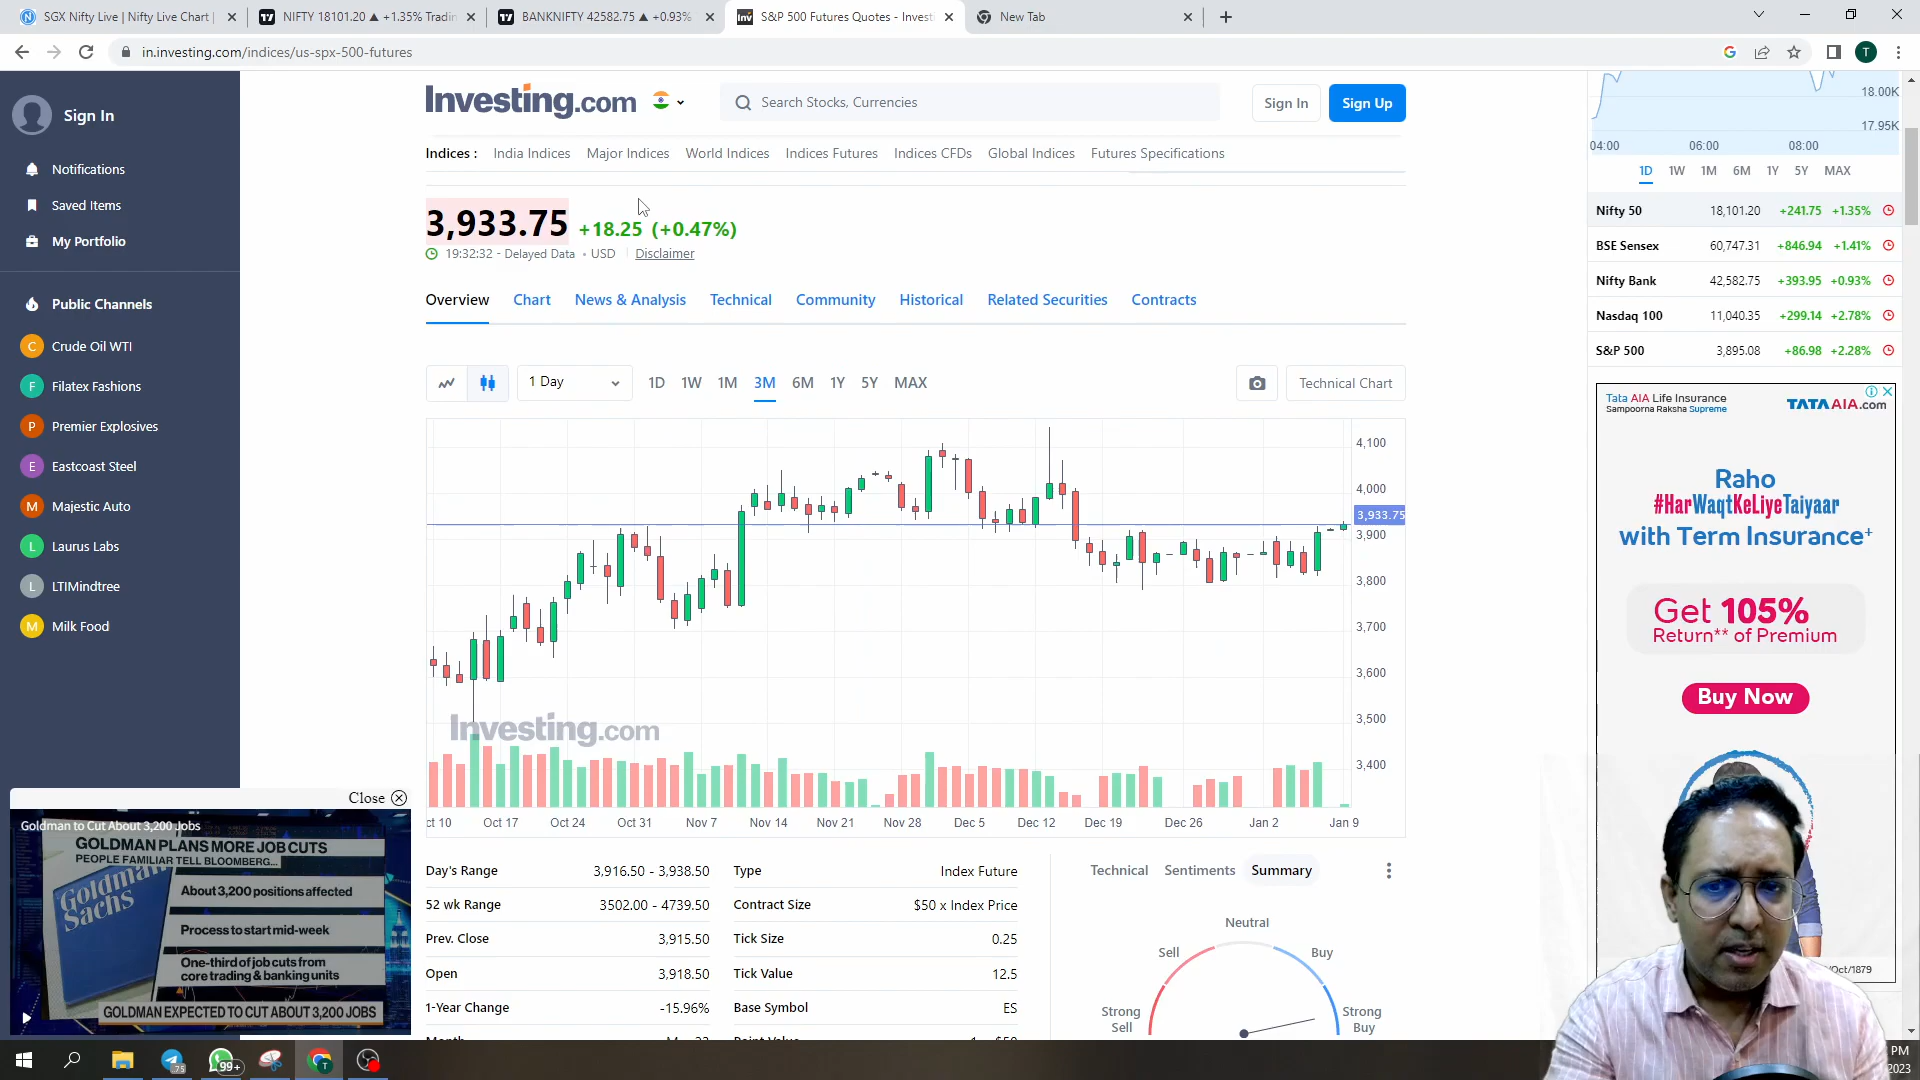 SGX Nifty Live | Nifty Live Chart |
NIFTY 18101.20 ▲ +1.35% Tradin
BANKNIFTY 42582.75 ▲ +0.93%
S&P 500 Futures Quotes - Investi
New Tab
in.investing.com/indices/us-spx-500-futures
T
Sign In
Notifications
Saved Items
My Portfolio
Public Channels
C Crude Oil WTI
F Filatex Fashions
P Premier Explosives
E Eastcoast Steel
M Majestic Auto
L Laurus Labs
L LTIMindtree
M Milk Food
Close
Goldman to Cut About 3,200 Jobs
GOLDMAN PLANS MORE JOB CUTS
PEOPLE FAMILIAR TELL BLOOMBERG...
Goldman
Sachs
About 3,200 positions affected
Process to start mid-week
One-third of job cuts from
core trading & banking units
GOLDMAN EXPECTED TO CUT ABOUT 3,200 JOBS
Investing.com
Search Stocks, Currencies
Sign In
Sign Up
Indices : India Indices Major Indices World Indices Indices Futures Indices CFDs Global Indices Futures Specifications
3,933.75 +18.25 (+0.47%)
19:32:32 - Delayed Data • USD Disclaimer
Overview Chart News & Analysis Technical Community Historical Related Securities Contracts
1 Day 1D 1W 1M 3M 6M 1Y 5Y MAX
Technical Chart
4,100
4,000
3,933.75
3,900
3,800
3,700
3,600
3,500
3,400
Investing.com
ct 10 Oct 17 Oct 24 Oct 31 Nov 7 Nov 14 Nov 21 Nov 28 Dec 5 Dec 12 Dec 19 Dec 26 Jan 2 Jan 9
Day's Range 3,916.50 - 3,938.50
52 wk Range 3502.00 - 4739.50
Prev. Close 3,915.50
Open 3,918.50
1-Year Change -15.96%
Type Index Future
Contract Size $50 x Index Price
Tick Size 0.25
Tick Value 12.5
Base Symbol ES
Technical Sentiments Summary
Neutral
Sell
Buy
Strong
Sell
Strong
Buy
18.00K
17.95K
04:00 06:00 08:00
1D 1W 1M 6M 1Y 5Y MAX
Nifty 50 18,101.20 +241.75 +1.35%
BSE Sensex 60,747.31 +846.94 +1.41%
Nifty Bank 42,582.75 +393.95 +0.93%
Nasdaq 100 11,040.35 +299.14 +2.78%
S&P 500 3,895.08 +86.98 +2.28%
Tata AIA Life Insurance
Sampoorna Raksha Supreme
TATAAIA.com
Raho
#HarWaqtKeLiyeTaiyaar
with Term Insurance+
Get 105%
Return** of Premium
Buy Now
/Oct/1879
75
99+
T
PM
2023